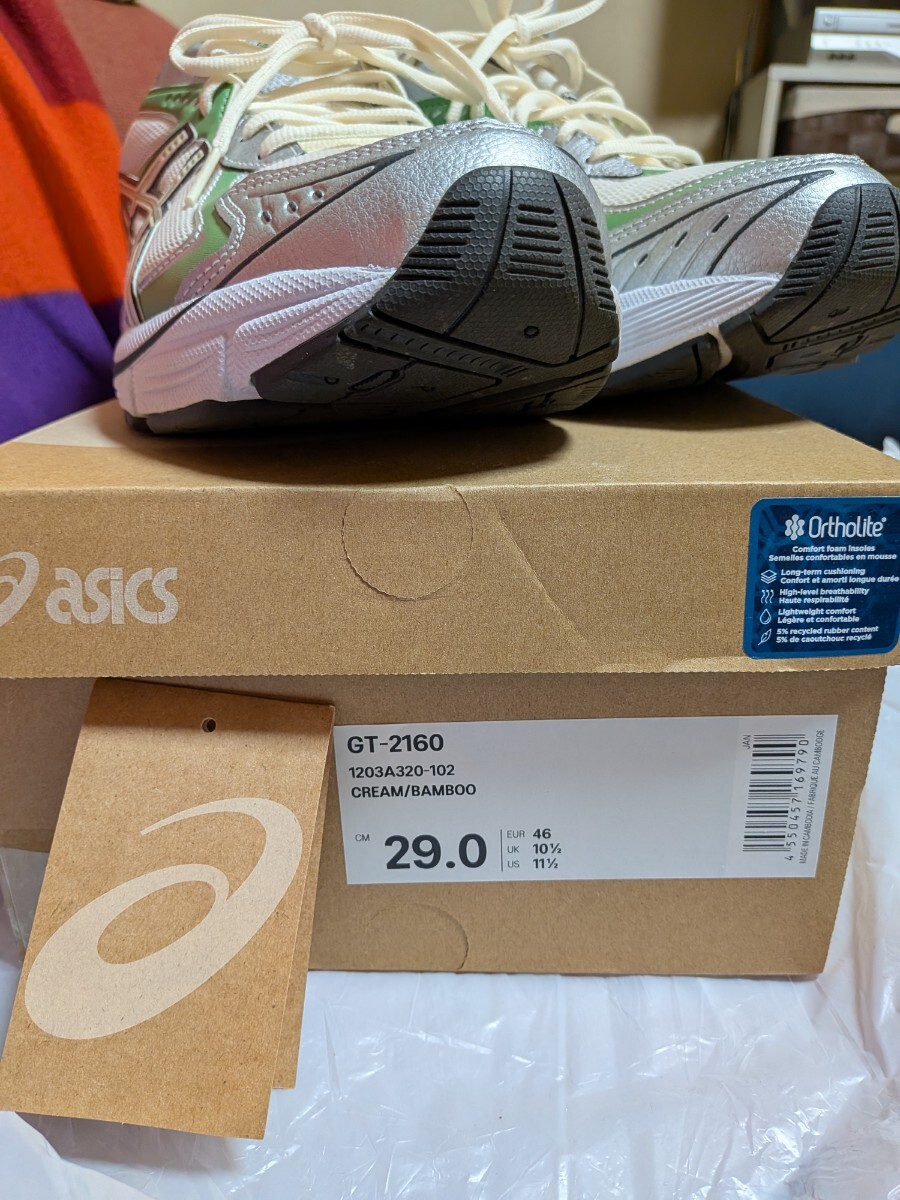 OrthoLite®
Comfort foam insoles
Semelles confortables en mousse
Long-term cushioning
Confort et amorti longue durée
High-level breathability
Haute respirabilité
Lightweight comfort
Légère et confortable
5% recycled rubber content
5% de caoutchouc recyclé
asics
GT-2160
1203A320-102
CREAM/BAMBOO
CM 29.0
EUR 46
UK 10½
US 11½
JAN
4 550457 169790
MADE IN CAMBODIA / FABRIQUÉ AU CAMBODGE